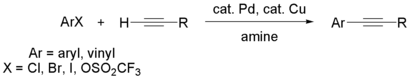 cat. Pd, cat. Cu
ArX + H R Ar R
amine
Ar = aryl, vinyl
X = Cl, Br, I, OSO₂CF₃